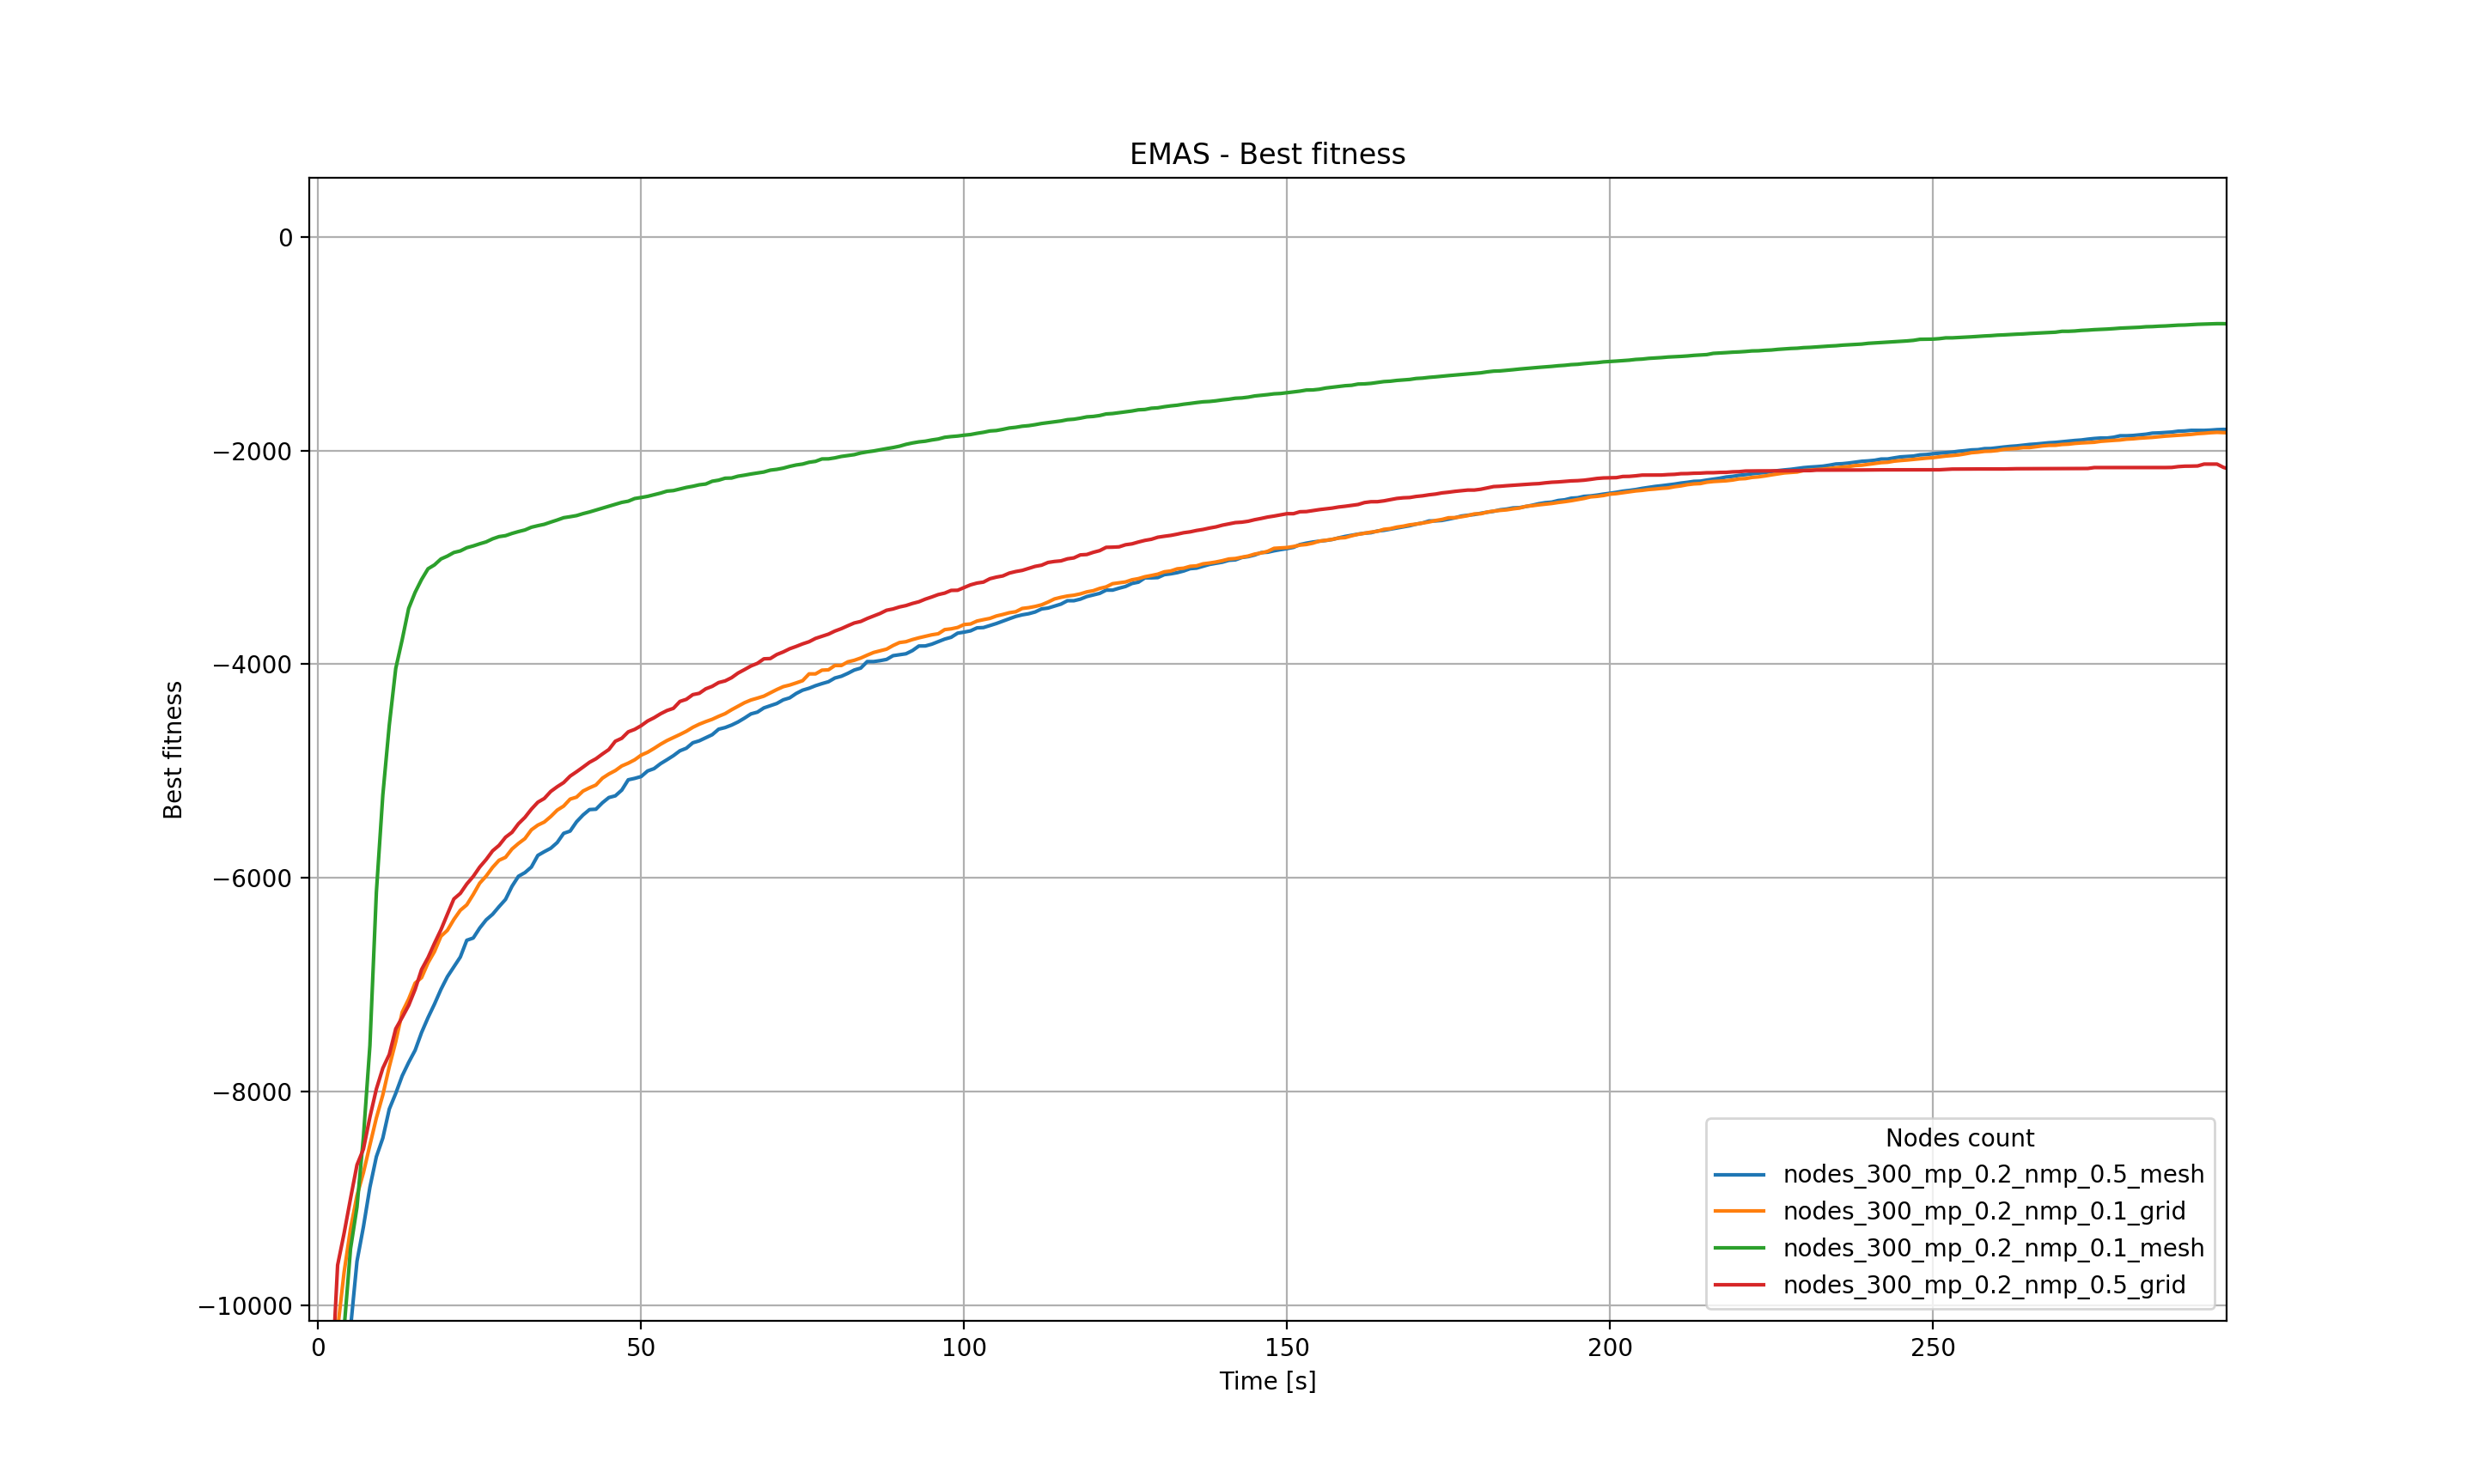 EMAS - Best fitness
Best fitness
0
−2000
−4000
−6000
−8000
−10000
0 50 100 150 200 250
Time [s]
Nodes count
nodes_300_mp_0.2_nmp_0.5_mesh
nodes_300_mp_0.2_nmp_0.1_grid
nodes_300_mp_0.2_nmp_0.1_mesh
nodes_300_mp_0.2_nmp_0.5_grid